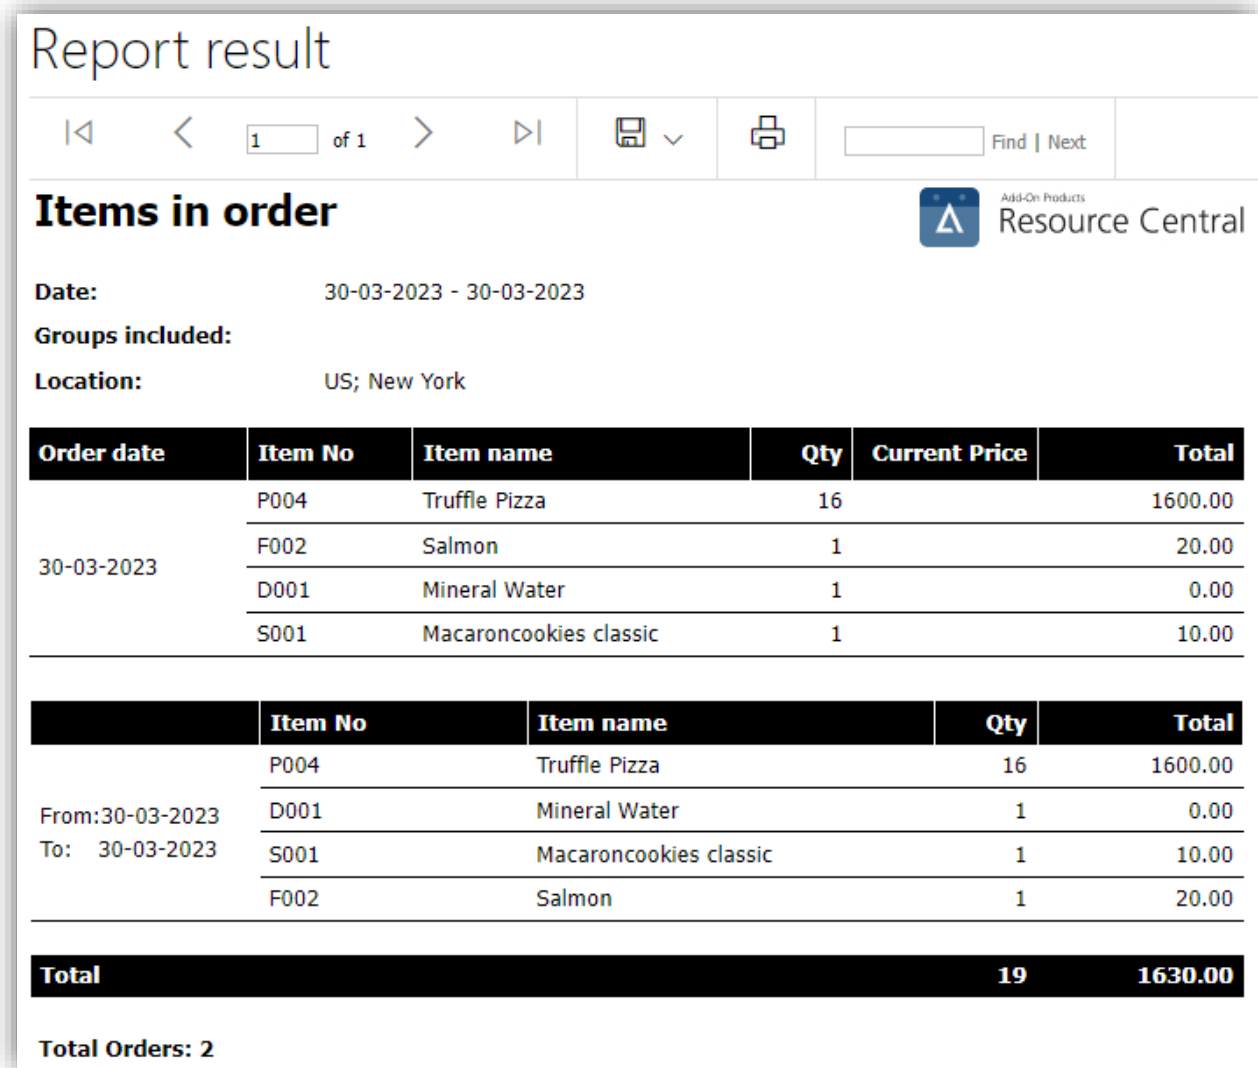 Report result
1 of 1 Find | Next
Items in order
Add-On Products
Resource Central
Date: 30-03-2023 - 30-03-2023
Groups included:
Location: US; New York
Order date Item No Item name Qty Current Price Total
30-03-2023
P004 Truffle Pizza 16 1600.00
F002 Salmon 1 20.00
D001 Mineral Water 1 0.00
S001 Macaroncookies classic 1 10.00
Item No Item name Qty Total
From:30-03-2023
To: 30-03-2023
P004 Truffle Pizza 16 1600.00
D001 Mineral Water 1 0.00
S001 Macaroncookies classic 1 10.00
F002 Salmon 1 20.00
Total 19 1630.00
Total Orders: 2